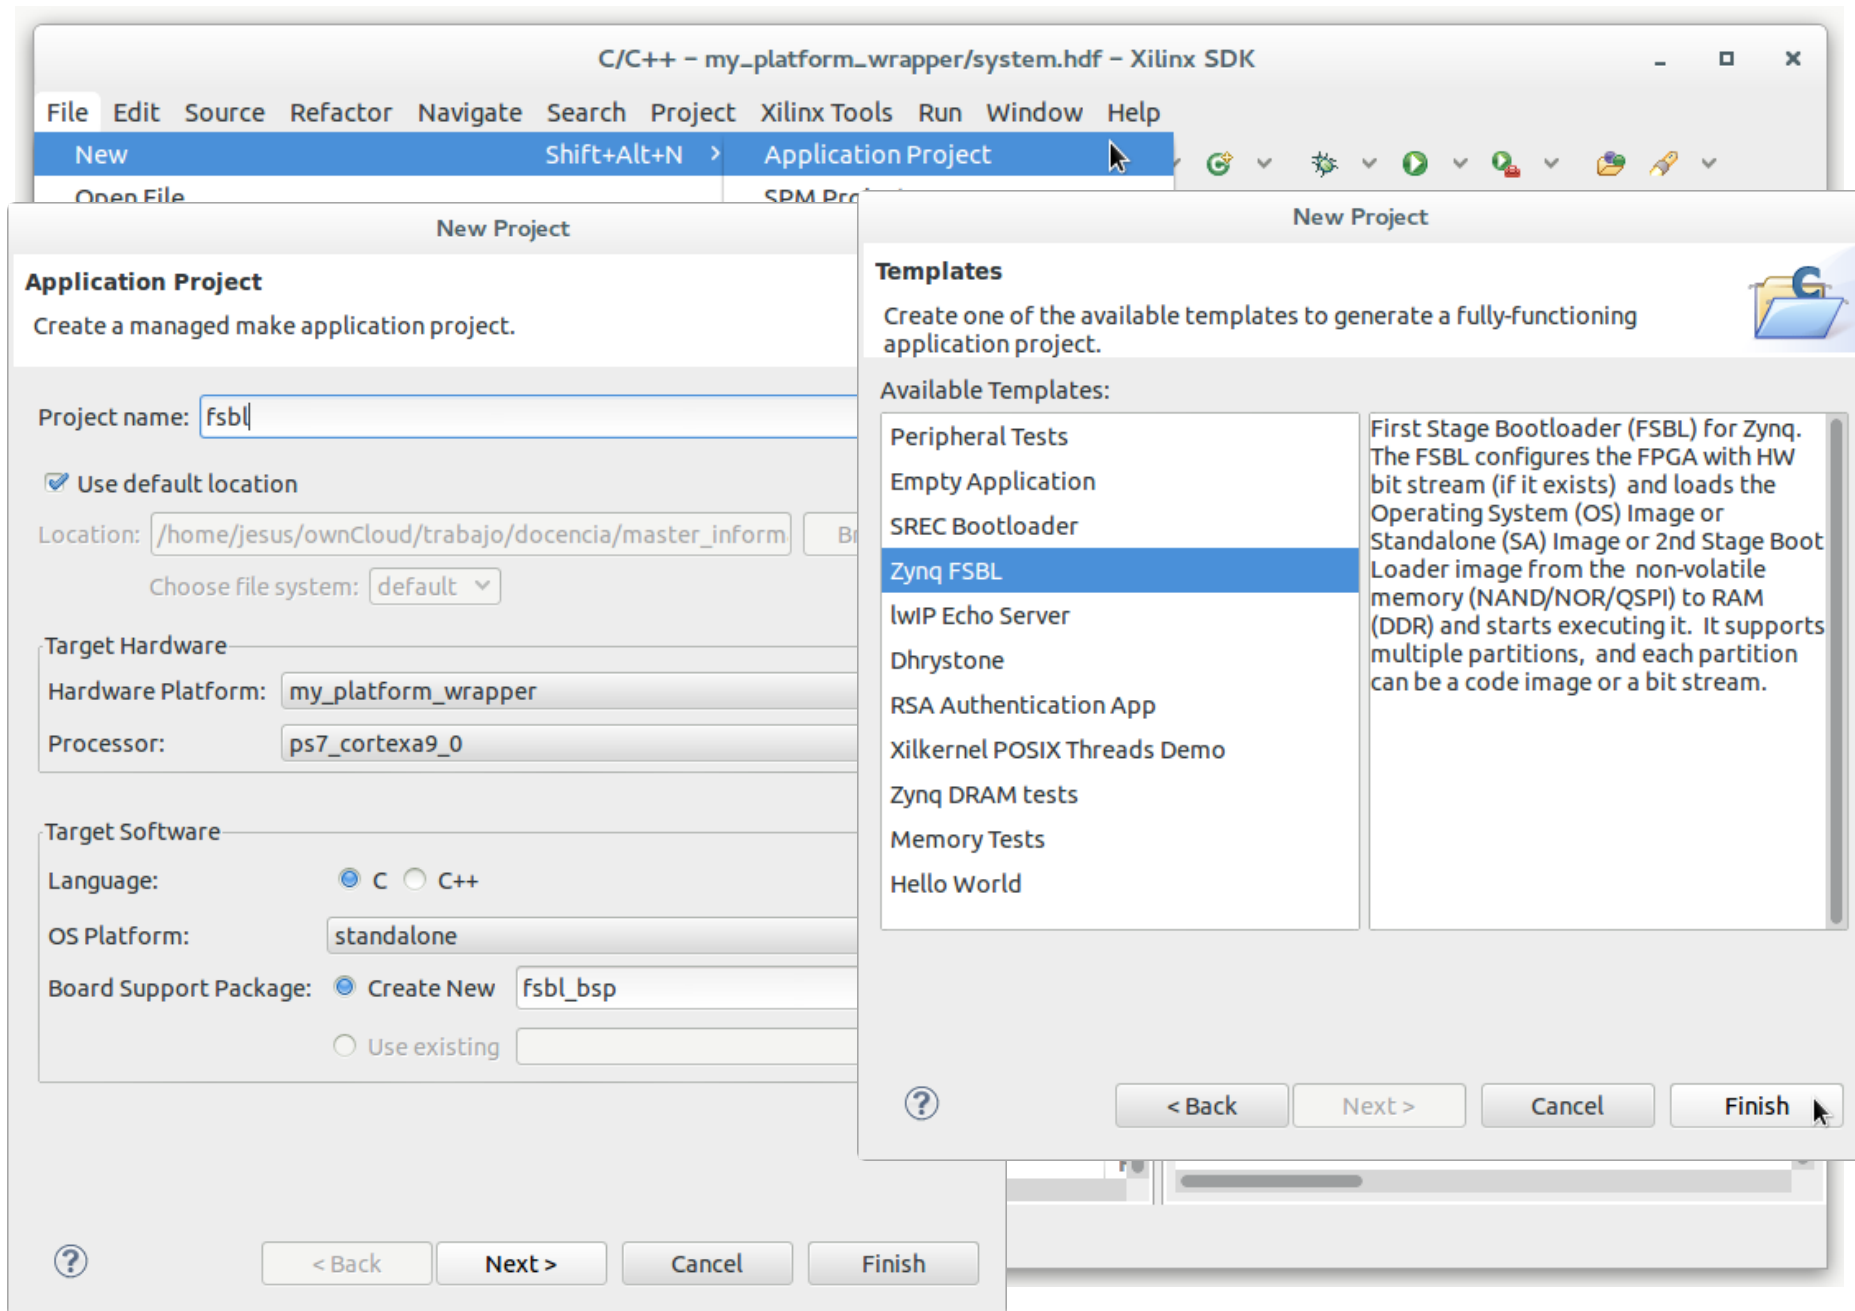 C/C++ – my_platform_wrapper/system.hdf – Xilinx SDK
File Edit Source Refactor Navigate Search Project Xilinx Tools Run Window Help
New Shift+Alt+N > Application Project
Open File
New Project
Application Project
Create a managed make application project.
Project name: fsbl
Use default location
Location: /home/jesus/ownCloud/trabajo/docencia/master_inform
Choose file system: default
Target Hardware
Hardware Platform: my_platform_wrapper
Processor: ps7_cortexa9_0
Target Software
Language: C C++
OS Platform: standalone
Board Support Package: Create New fsbl_bsp
Use existing
< Back Next > Cancel Finish
New Project
Templates
Create one of the available templates to generate a fully-functioning
application project.
Available Templates:
Peripheral Tests
Empty Application
SREC Bootloader
Zynq FSBL
lwIP Echo Server
Dhrystone
RSA Authentication App
Xilkernel POSIX Threads Demo
Zynq DRAM tests
Memory Tests
Hello World
First Stage Bootloader (FSBL) for Zynq.
The FSBL configures the FPGA with HW
bit stream (if it exists) and loads the
Operating System (OS) Image or
Standalone (SA) Image or 2nd Stage Boot
Loader image from the non-volatile
memory (NAND/NOR/QSPI) to RAM
(DDR) and starts executing it. It supports
multiple partitions, and each partition
can be a code image or a bit stream.
< Back Next > Cancel Finish